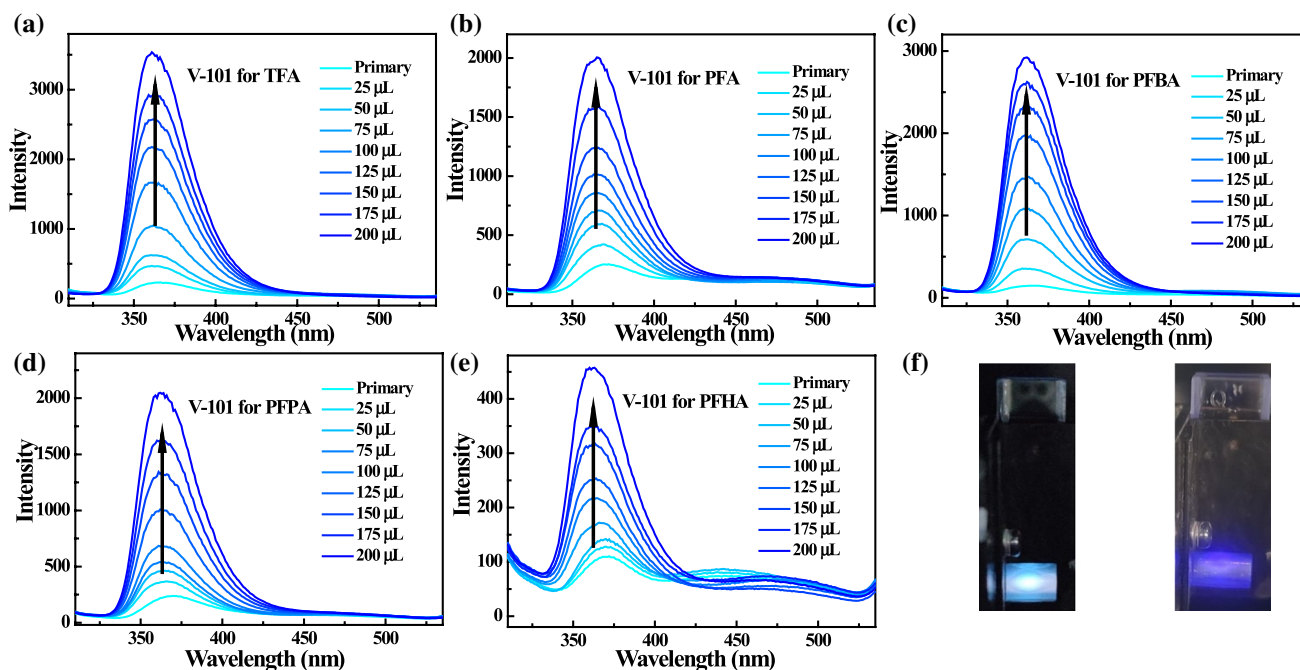 (a)
Intensity
3500
3000
2500
2000
1500
1000
500
0
V-101 for TFA
Primary
25 μL
50 μL
75 μL
100 μL
125 μL
150 μL
175 μL
200 μL
350 400 450 500
Wavelength (nm)
(b)
Intensity
2000
1500
1000
500
0
V-101 for PFA
Primary
25 μL
50 μL
75 μL
100 μL
125 μL
150 μL
175 μL
200 μL
350 400 450 500
Wavelength (nm)
(c)
Intensity
3000
2000
1000
0
V-101 for PFBA
Primary
25 μL
50 μL
75 μL
100 μL
125 μL
150 μL
175 μL
200 μL
350 400 450 500
Wavelength (nm)
(d)
Intensity
2000
1750
1500
1250
1000
750
500
250
0
V-101 for PFPA
Primary
25 μL
50 μL
75 μL
100 μL
125 μL
150 μL
175 μL
200 μL
350 400 450 500
Wavelength (nm)
(e)
Intensity
400
300
200
100
0
V-101 for PFHA
Primary
25 μL
50 μL
75 μL
100 μL
125 μL
150 μL
175 μL
200 μL
350 400 450 500
Wavelength (nm)
(f)